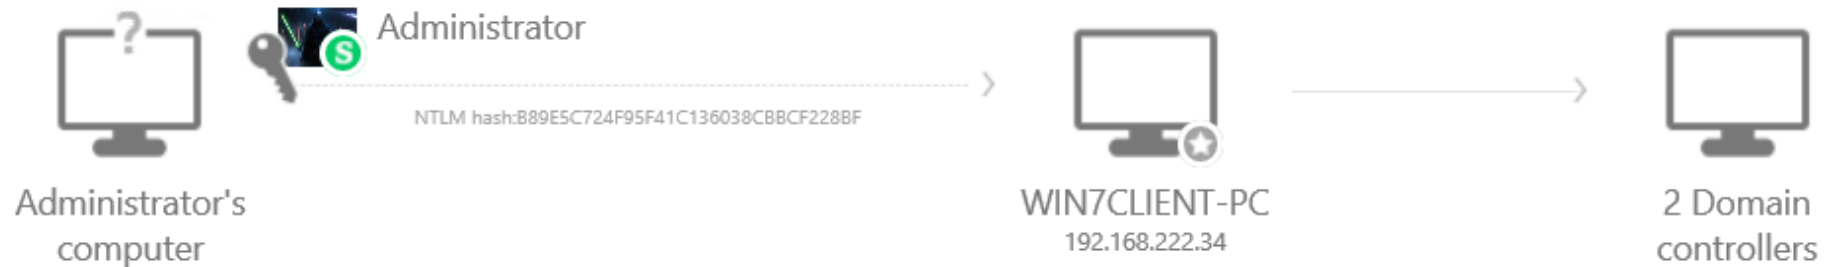 ?
S
Administrator
NTLM hash:B89E5C724F95F41C136038CBBCF228BF
Administrator's
computer
WIN7CLIENT-PC
192.168.222.34
2 Domain
controllers